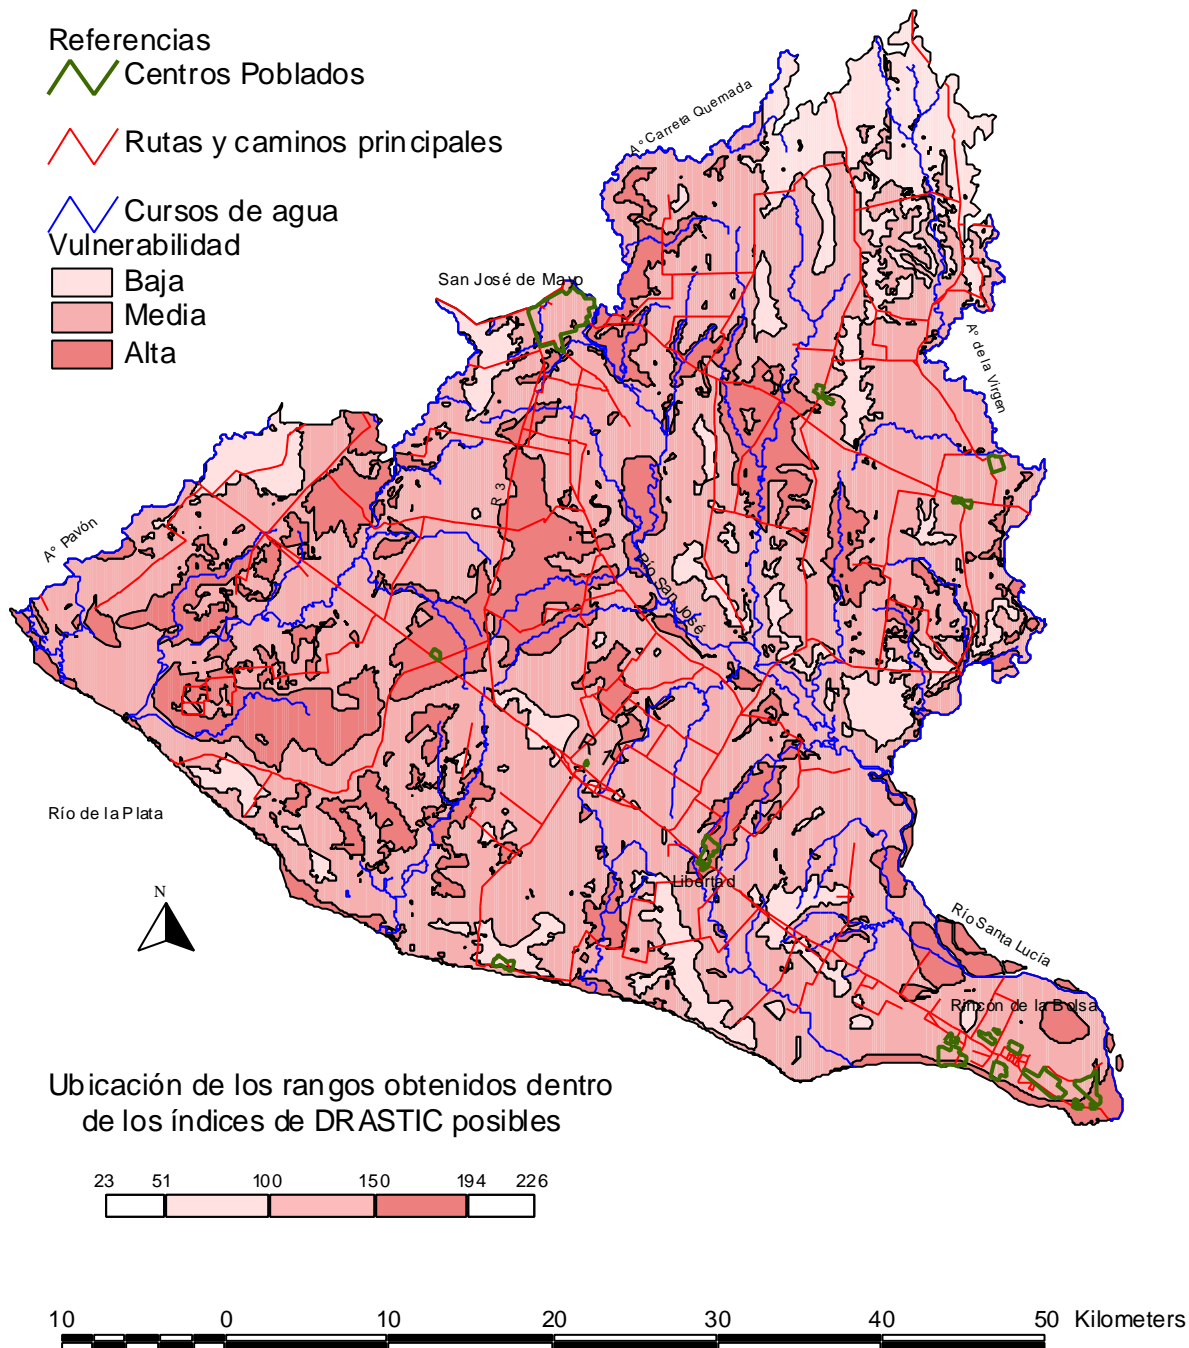 Referencias
Centros Poblados
Rutas y caminos principales
Cursos de agua
Vulnerabilidad
Baja
Media
Alta
Aº Carreta Quemada
San José de Mayo
Aº de la Virgen
R 3
Aº Pavón
Río San José
Río de la Plata
N
Libertad
Río Santa Lucía
Rincón de la Bolsa
Ubicación de los rangos obtenidos dentro
de los índices de DRASTIC posibles
23 51 100 150 194 226
10 0 10 20 30 40 50 Kilometers